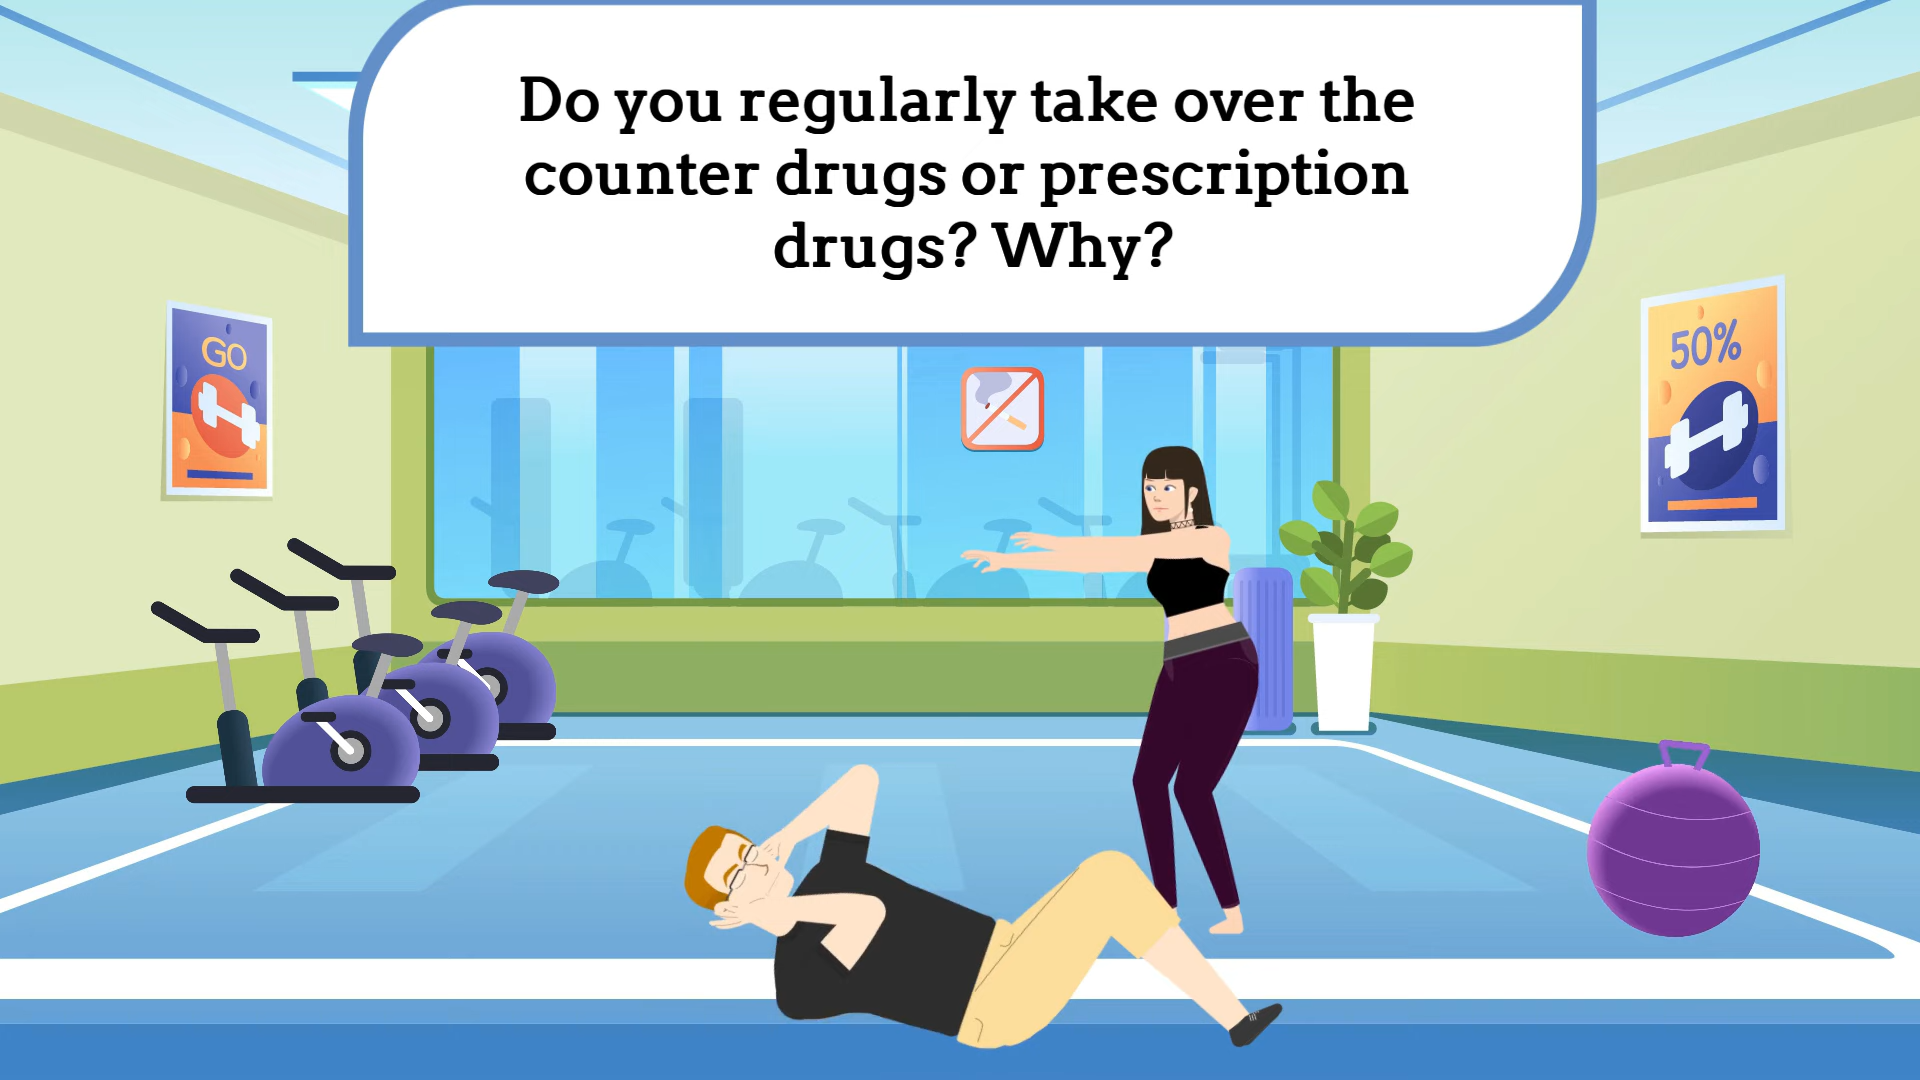 Do you regularly take over the
counter drugs or prescription
drugs? Why?
GO
50%